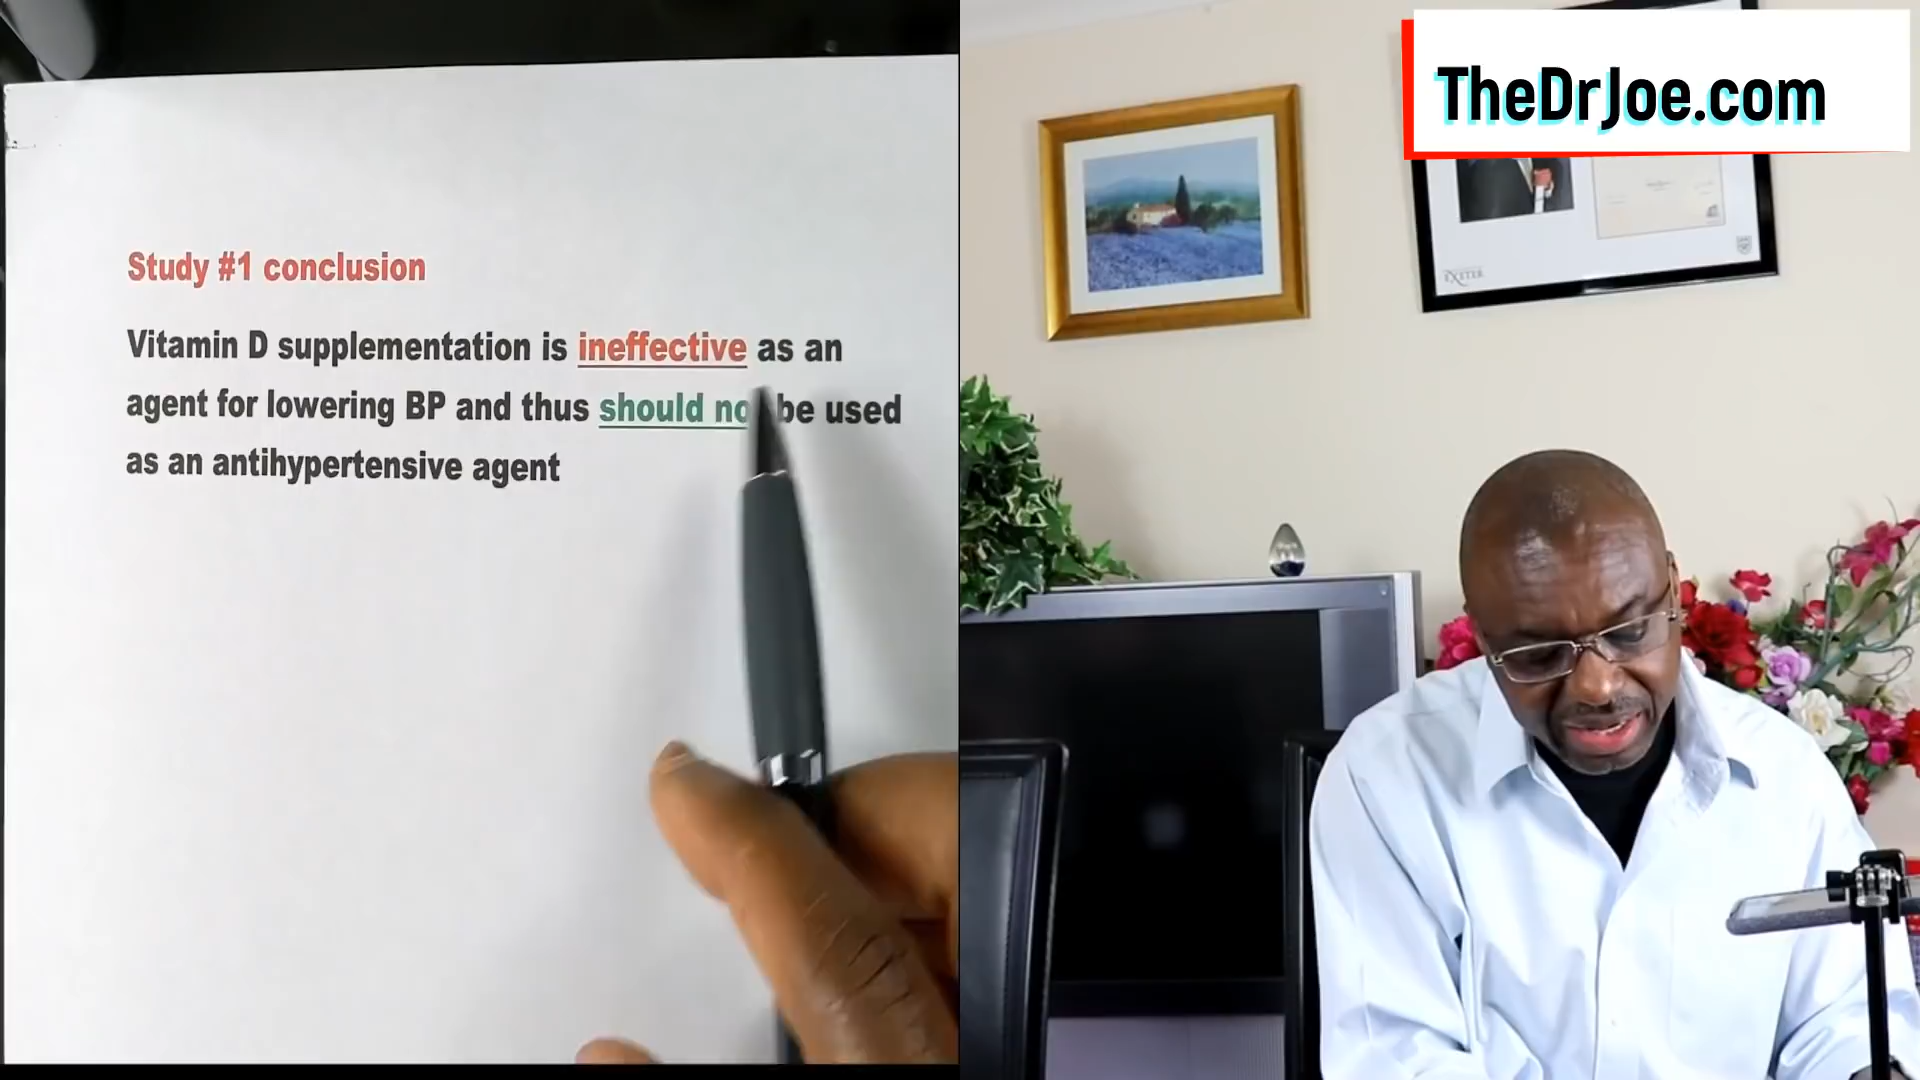 Study #1 conclusion
Vitamin D supplementation is ineffective as an
agent for lowering BP and thus should no be used
as an antihypertensive agent
TheDrJoe.com
EXETER